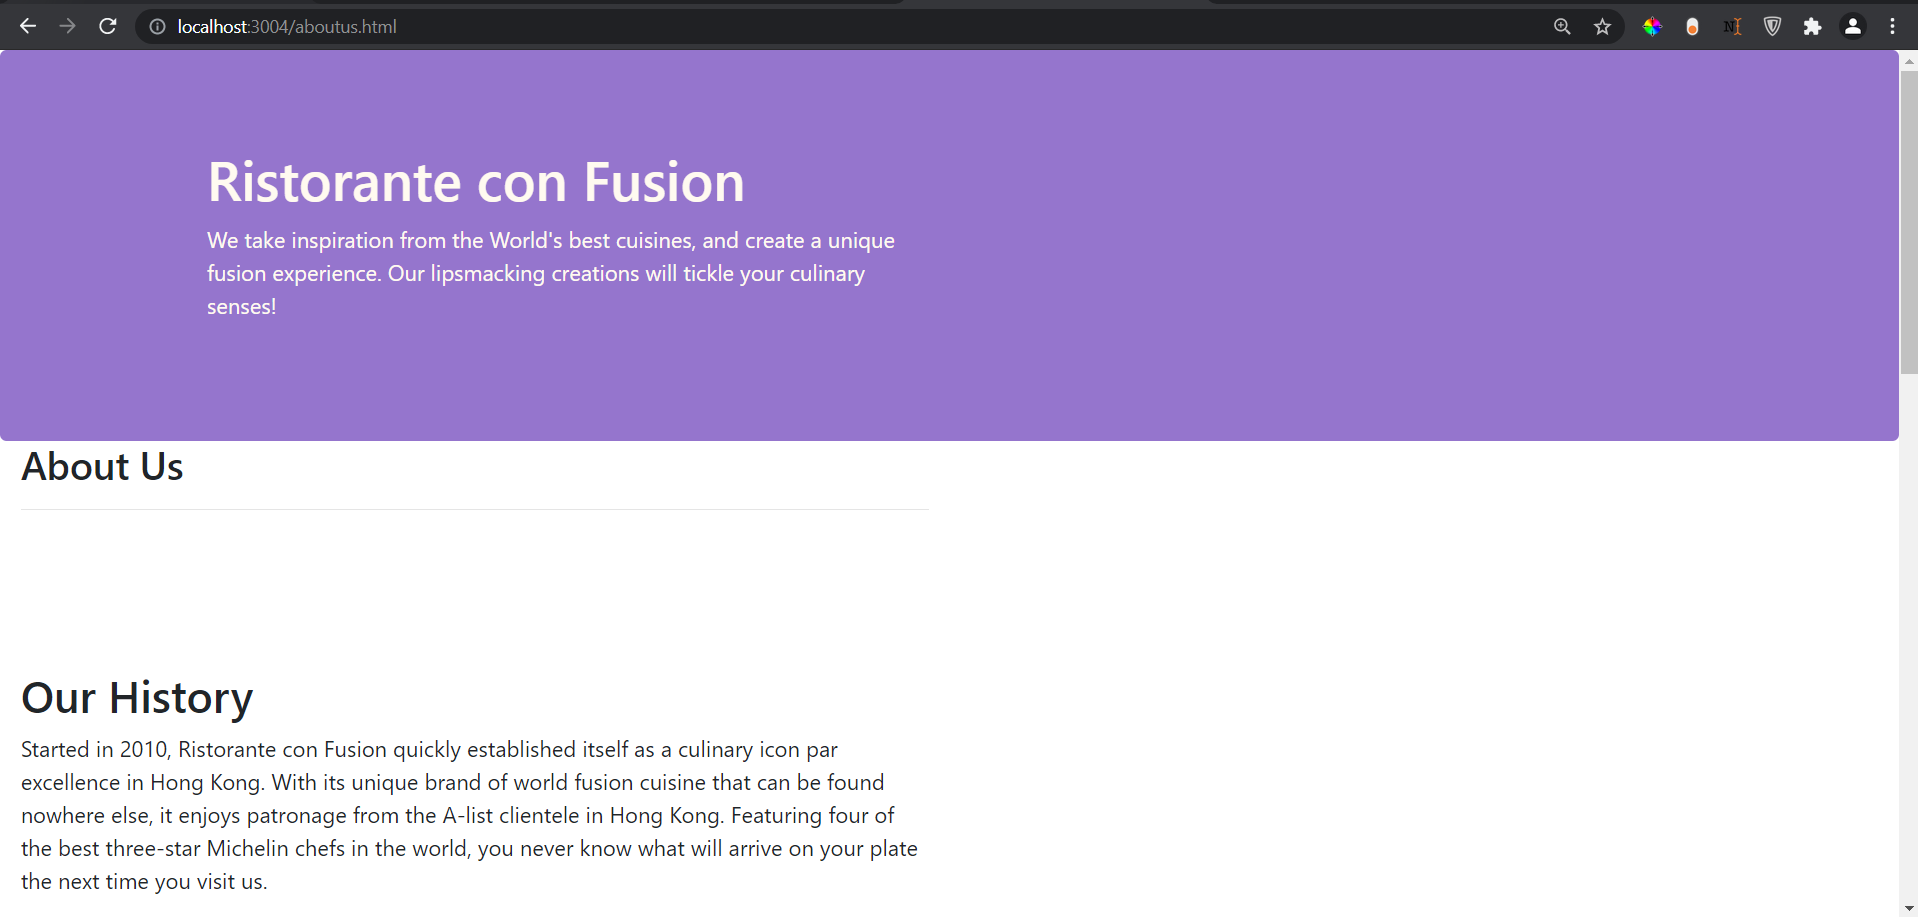 localhost:3004/aboutus.html
Ristorante con Fusion
We take inspiration from the World's best cuisines, and create a unique
fusion experience. Our lipsmacking creations will tickle your culinary
senses!
About Us
Our History
Started in 2010, Ristorante con Fusion quickly established itself as a culinary icon par
excellence in Hong Kong. With its unique brand of world fusion cuisine that can be found
nowhere else, it enjoys patronage from the A-list clientele in Hong Kong. Featuring four of
the best three-star Michelin chefs in the world, you never know what will arrive on your plate
the next time you visit us.